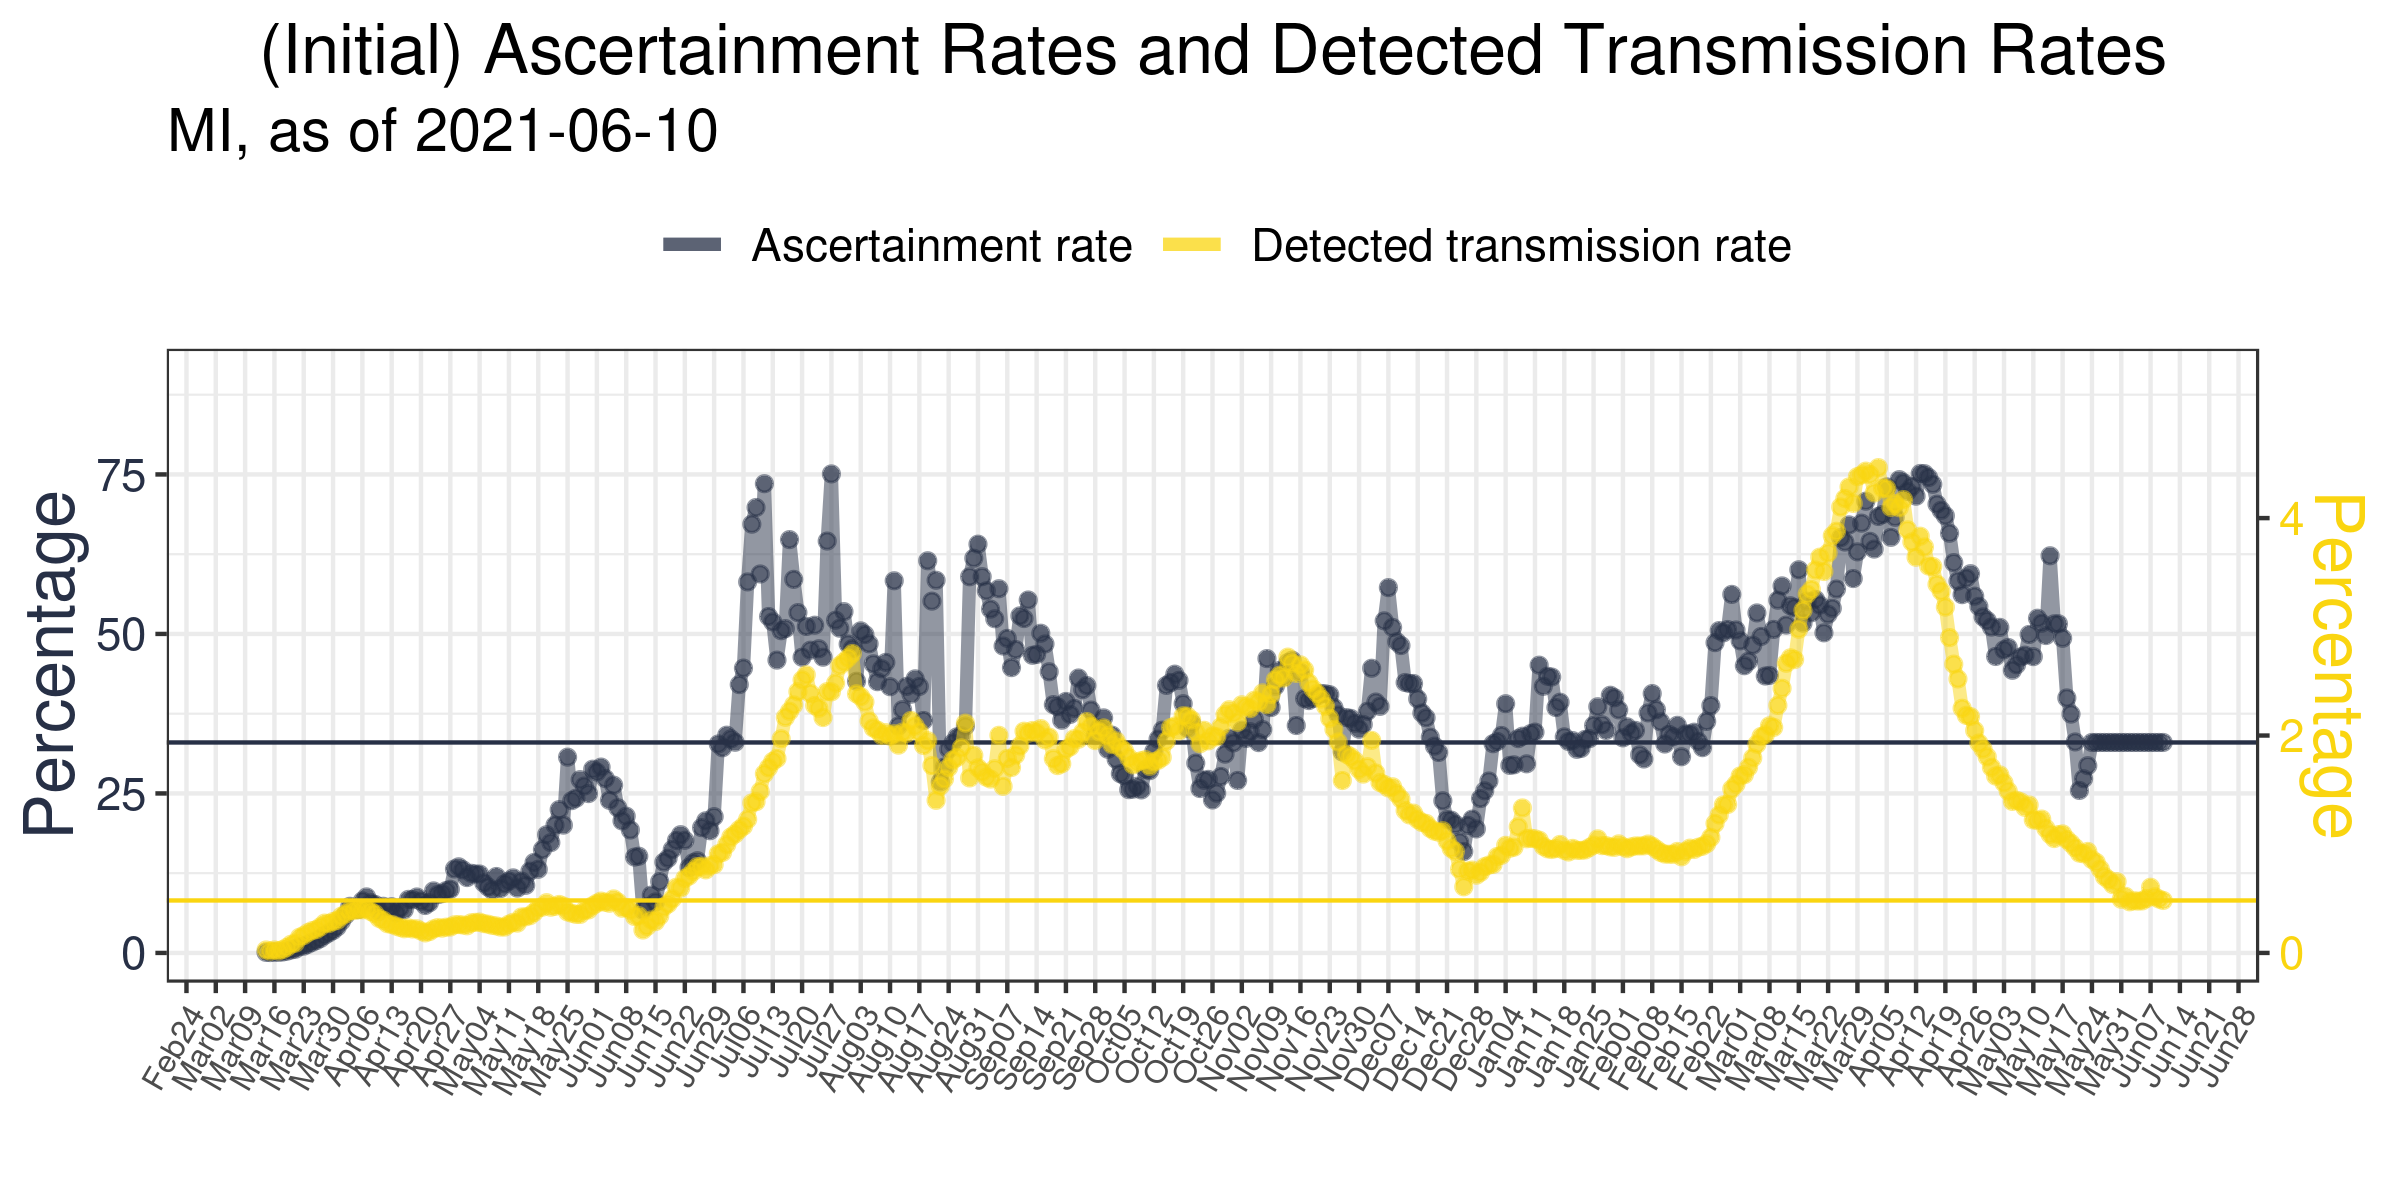 (Initial) Ascertainment Rates and Detected Transmission Rates
MI, as of 2021-06-10
Ascertainment rate Detected transmission rate
Percentage
75
50
25
0
4
2
0
Percentage
Feb24 Mar02 Mar09 Mar16 Mar23 Mar30 Apr06 Apr13 Apr20 Apr27 May04 May11 May18 May25 Jun01 Jun08 Jun15 Jun22 Jun29 Jul06 Jul13 Jul20 Jul27 Aug03 Aug10 Aug17 Aug24 Aug31 Sep07 Sep14 Sep21 Sep28 Oct05 Oct12 Oct19 Oct26 Nov02 Nov09 Nov16 Nov23 Nov30 Dec07 Dec14 Dec21 Dec28 Jan04 Jan11 Jan18 Jan25 Feb01 Feb08 Feb15 Feb22 Mar01 Mar08 Mar15 Mar22 Mar29 Apr05 Apr12 Apr19 Apr26 May03 May10 May17 May24 May31 Jun07 Jun14 Jun21 Jun28